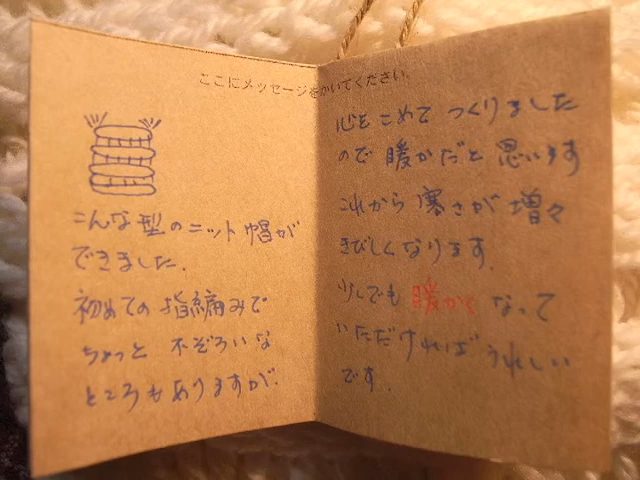 ここにメッセージをかいてください。
こんな型のニット帽が
できました.
初めての指編みで
ちょっと 不ぞろいな
ところもありますが.
心をこめて つくりました
ので 暖かだと 思います
これから 寒さが 増々
きびしくなります.
少しでも 暖かく なって
いただければ うれしい
です.